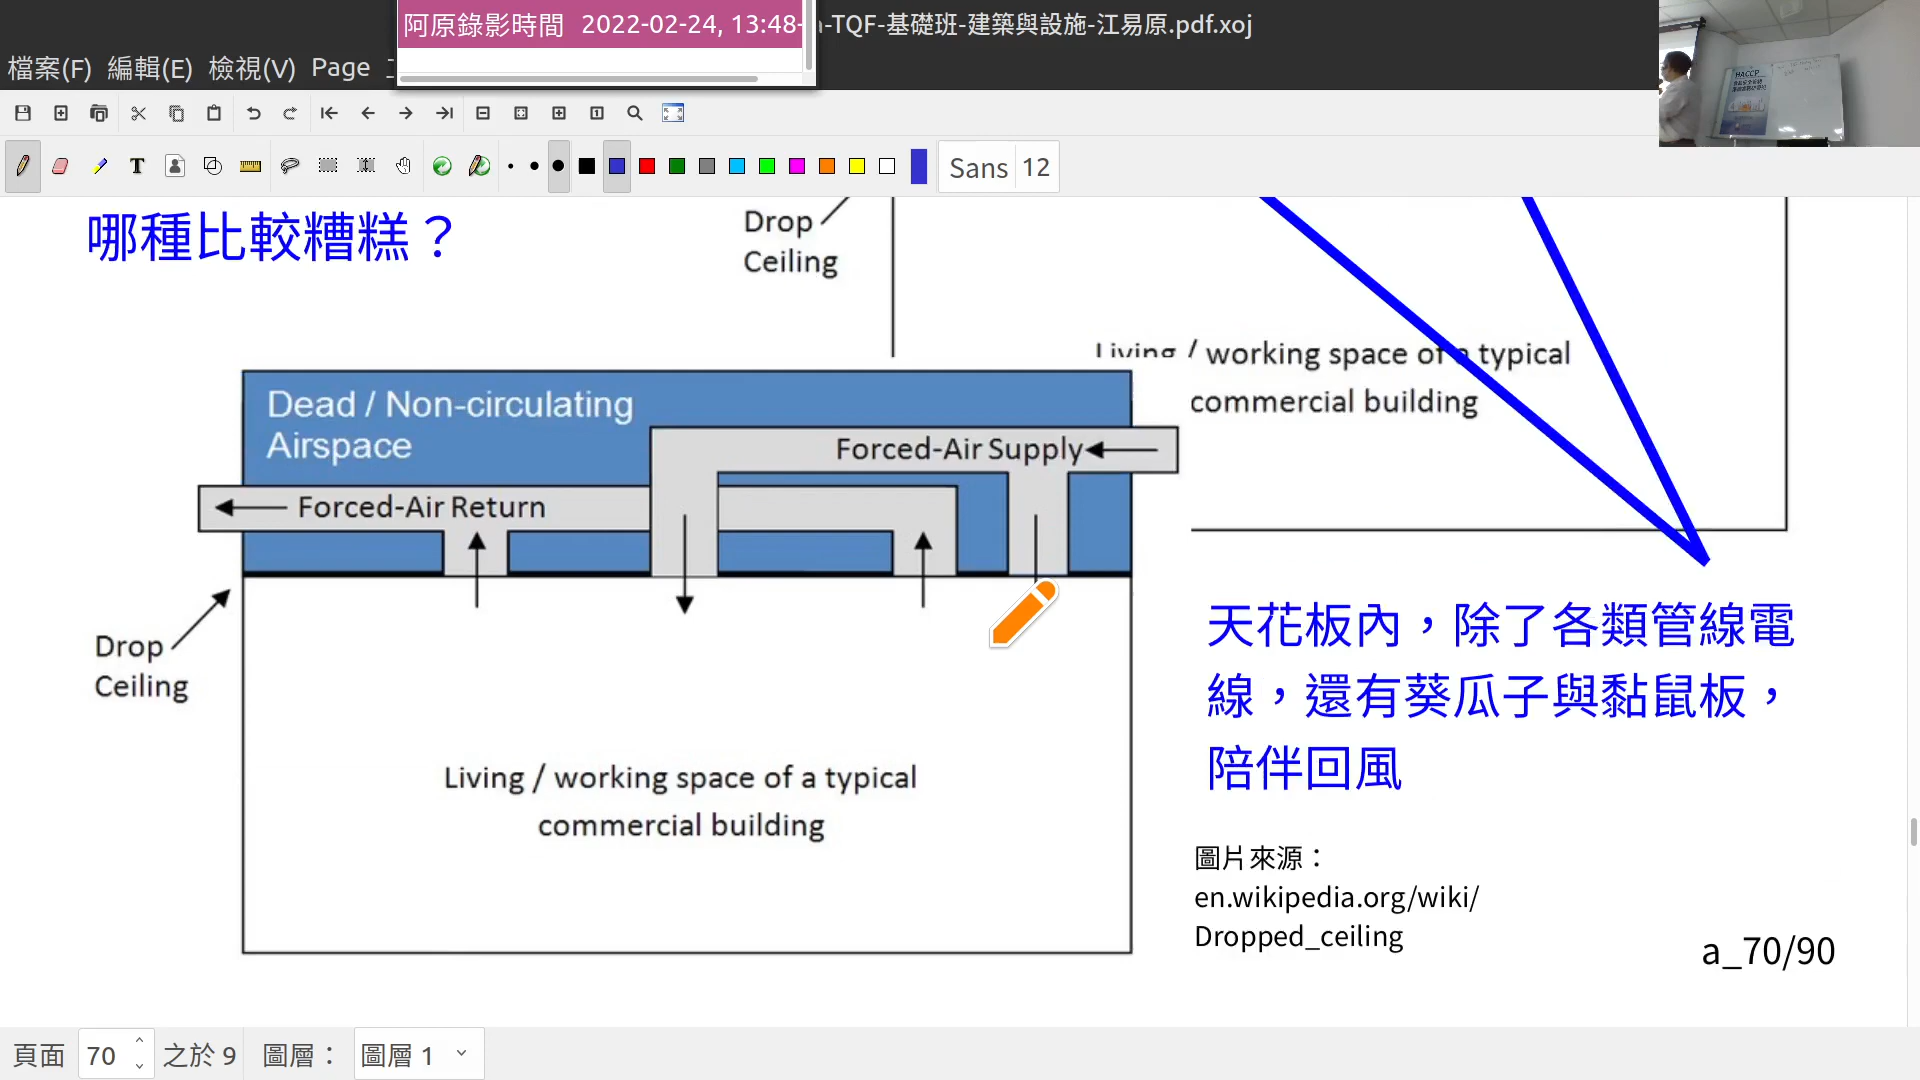 阿原錄影時間 2022-02-24, 13:48-
-TQF-基礎班-建築與設施-江易原.pdf.xoj
檔案(F) 編輯(E) 檢視(V) Page
HACCP
T
Sans 12
哪種比較糟糕？
Drop
Ceiling
Living / working space of a typical
commercial building
Dead / Non-circulating
Airspace
Forced-Air Supply
Forced-Air Return
Drop
Ceiling
Living / working space of a typical
commercial building
天花板內，除了各類管線電
線，還有葵瓜子與黏鼠板，
陪伴回風
圖片來源：
en.wikipedia.org/wiki/
Dropped_ceiling
a_70/90
頁面 70 之於 9 圖層： 圖層 1